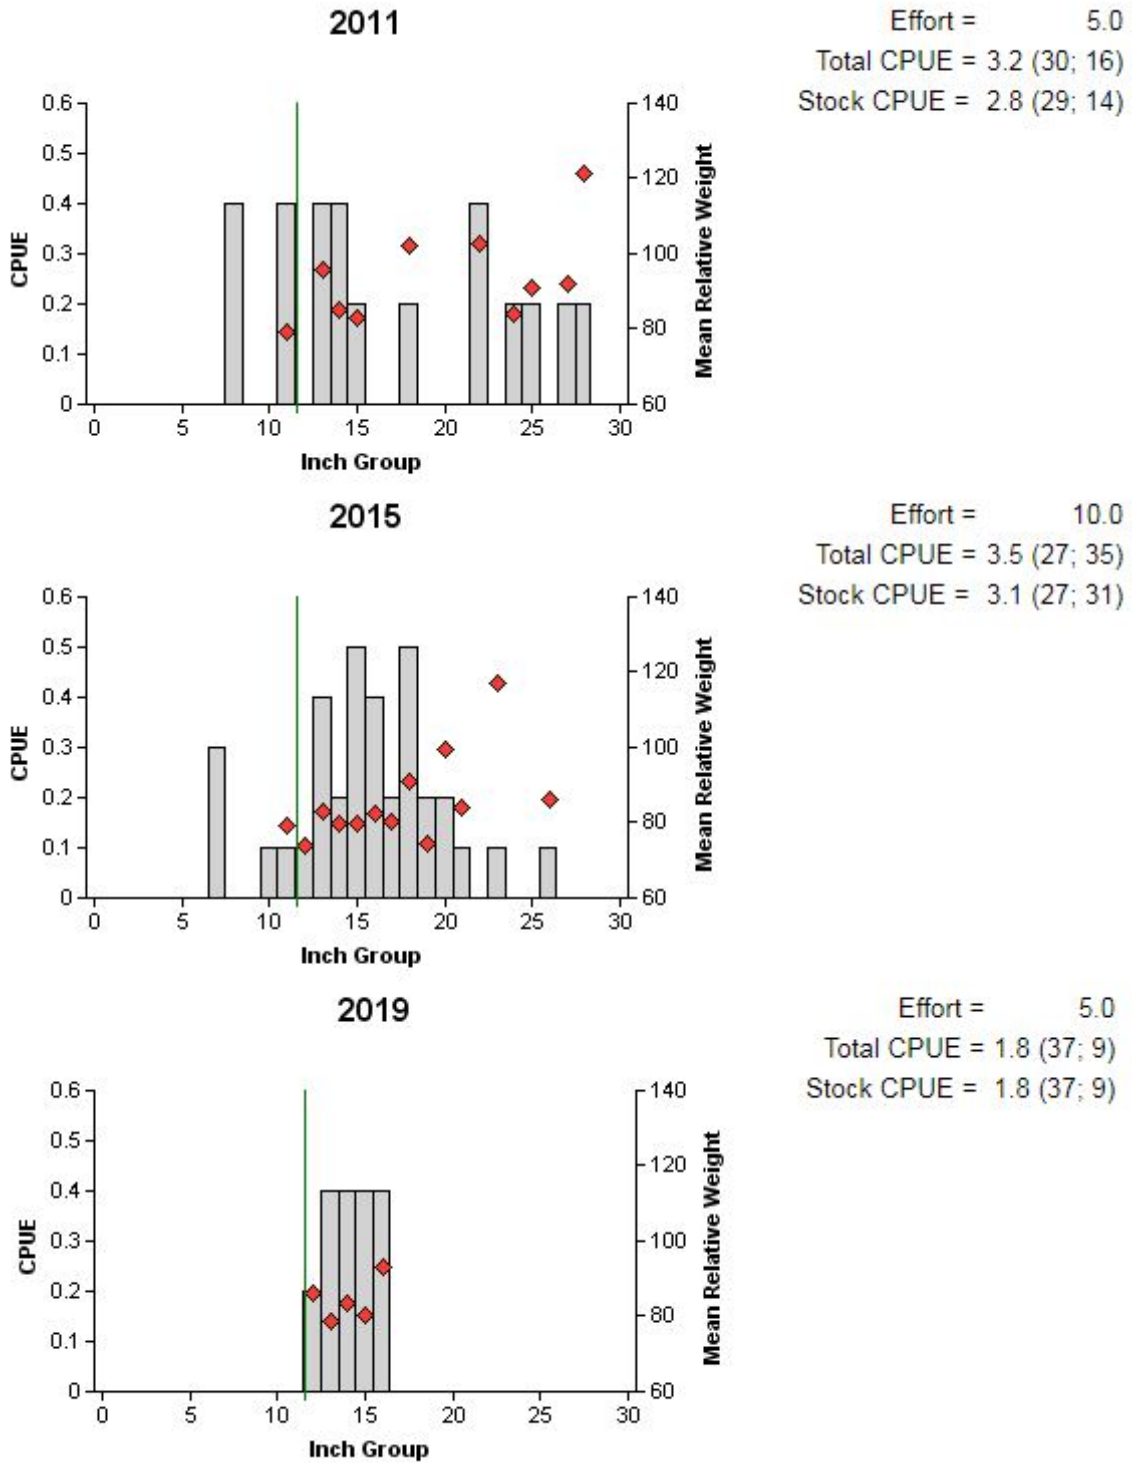 2011
Effort = 5.0
Total CPUE = 3.2 (30; 16)
Stock CPUE = 2.8 (29; 14)
0.6
0.5
0.4
0.3
0.2
0.1
0
CPUE
140
120
100
80
60
Mean Relative Weight
0 5 10 15 20 25 30
Inch Group
2015
Effort = 10.0
Total CPUE = 3.5 (27; 35)
Stock CPUE = 3.1 (27; 31)
0.6
0.5
0.4
0.3
0.2
0.1
0
CPUE
140
120
100
80
60
Mean Relative Weight
0 5 10 15 20 25 30
Inch Group
2019
Effort = 5.0
Total CPUE = 1.8 (37; 9)
Stock CPUE = 1.8 (37; 9)
0.6
0.5
0.4
0.3
0.2
0.1
0
CPUE
140
120
100
80
60
Mean Relative Weight
0 5 10 15 20 25 30
Inch Group